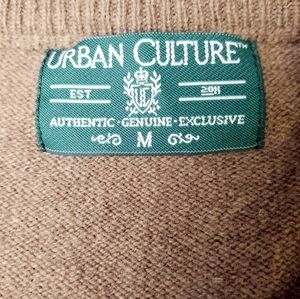 URBAN CULTURE™
EST 2011
AUTHENTIC - GENUINE - EXCLUSIVE
M